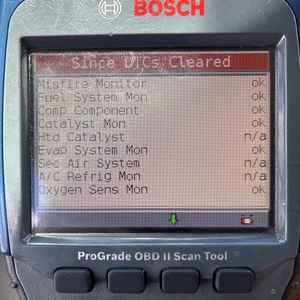 BOSCH
Since DTCs Cleared
Misfire Monitor ok
Fuel System Mon ok
Comp Component ok
Catalyst Mon ok
Htd Catalyst n/a
Evap System Mon ok
Sec Air System n/a
A/C Refrig Mon n/a
Oxygen Sens Mon ok
ProGrade OBD II Scan Tool